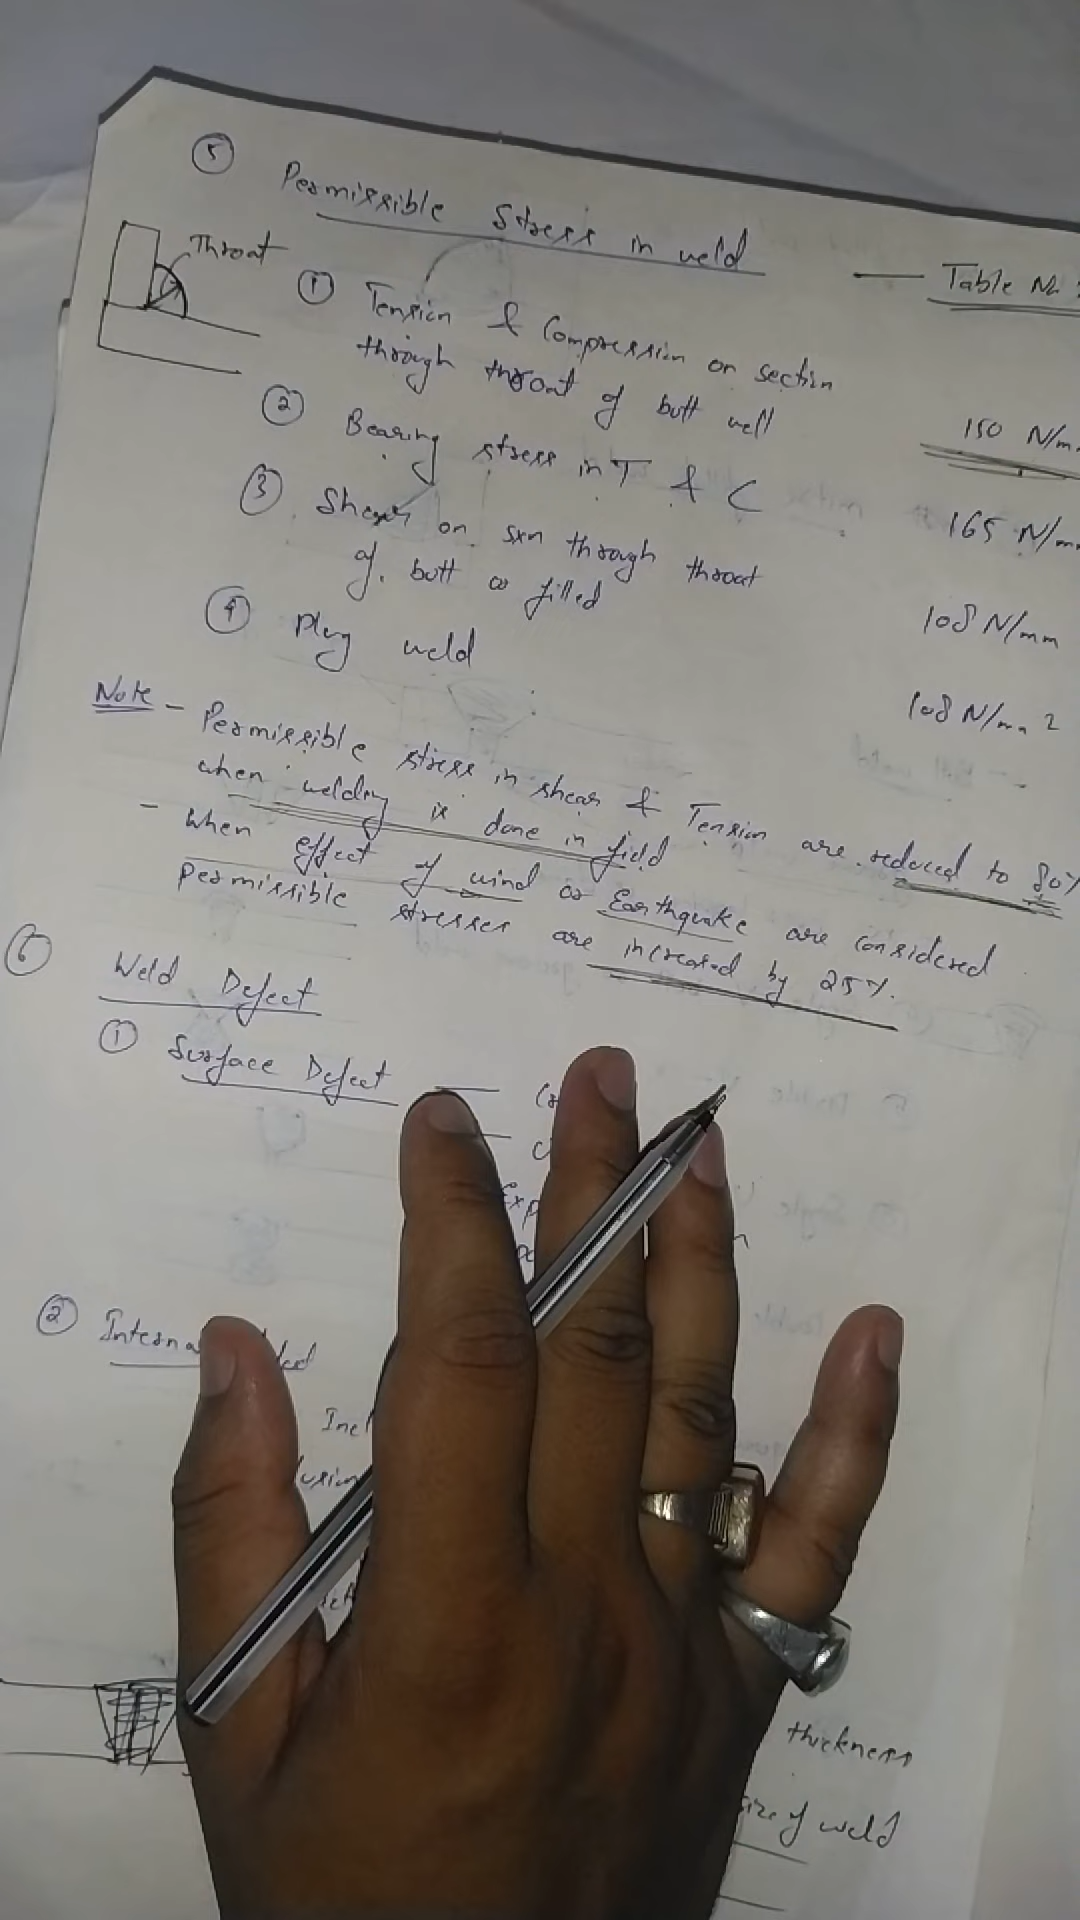 5 Permissible Stress in weld — Table No
Throat
1 Tension & Compression on section
through throat of butt well 150 N/m
2 Bearing stress in T & C 165 N/m
3 Shear on sxn through throat
of butt or filled 108 N/mm
4 Plug weld 108 N/mm 2
Note - Permissible stress in shear & Tension are reduced to 80%
when welding is done in field
- When effect of wind or Earthquake are considered
permissible stresses are increased by 25%.
6 Weld Defect
1 Surface Defect —
Exp
2 Interna
Incl
lusion
thickness
size of weld